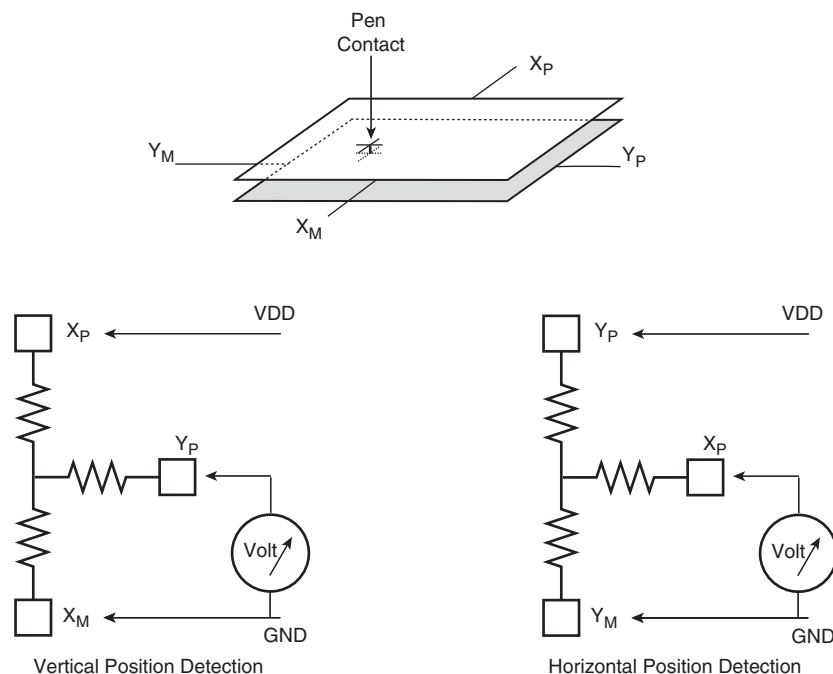 Pen
Contact
X_P
Y_M
Y_P
X_M
X_P
VDD
Y_P
Volt
X_M
GND
Vertical Position Detection
Y_P
VDD
X_P
Volt
Y_M
GND
Horizontal Position Detection